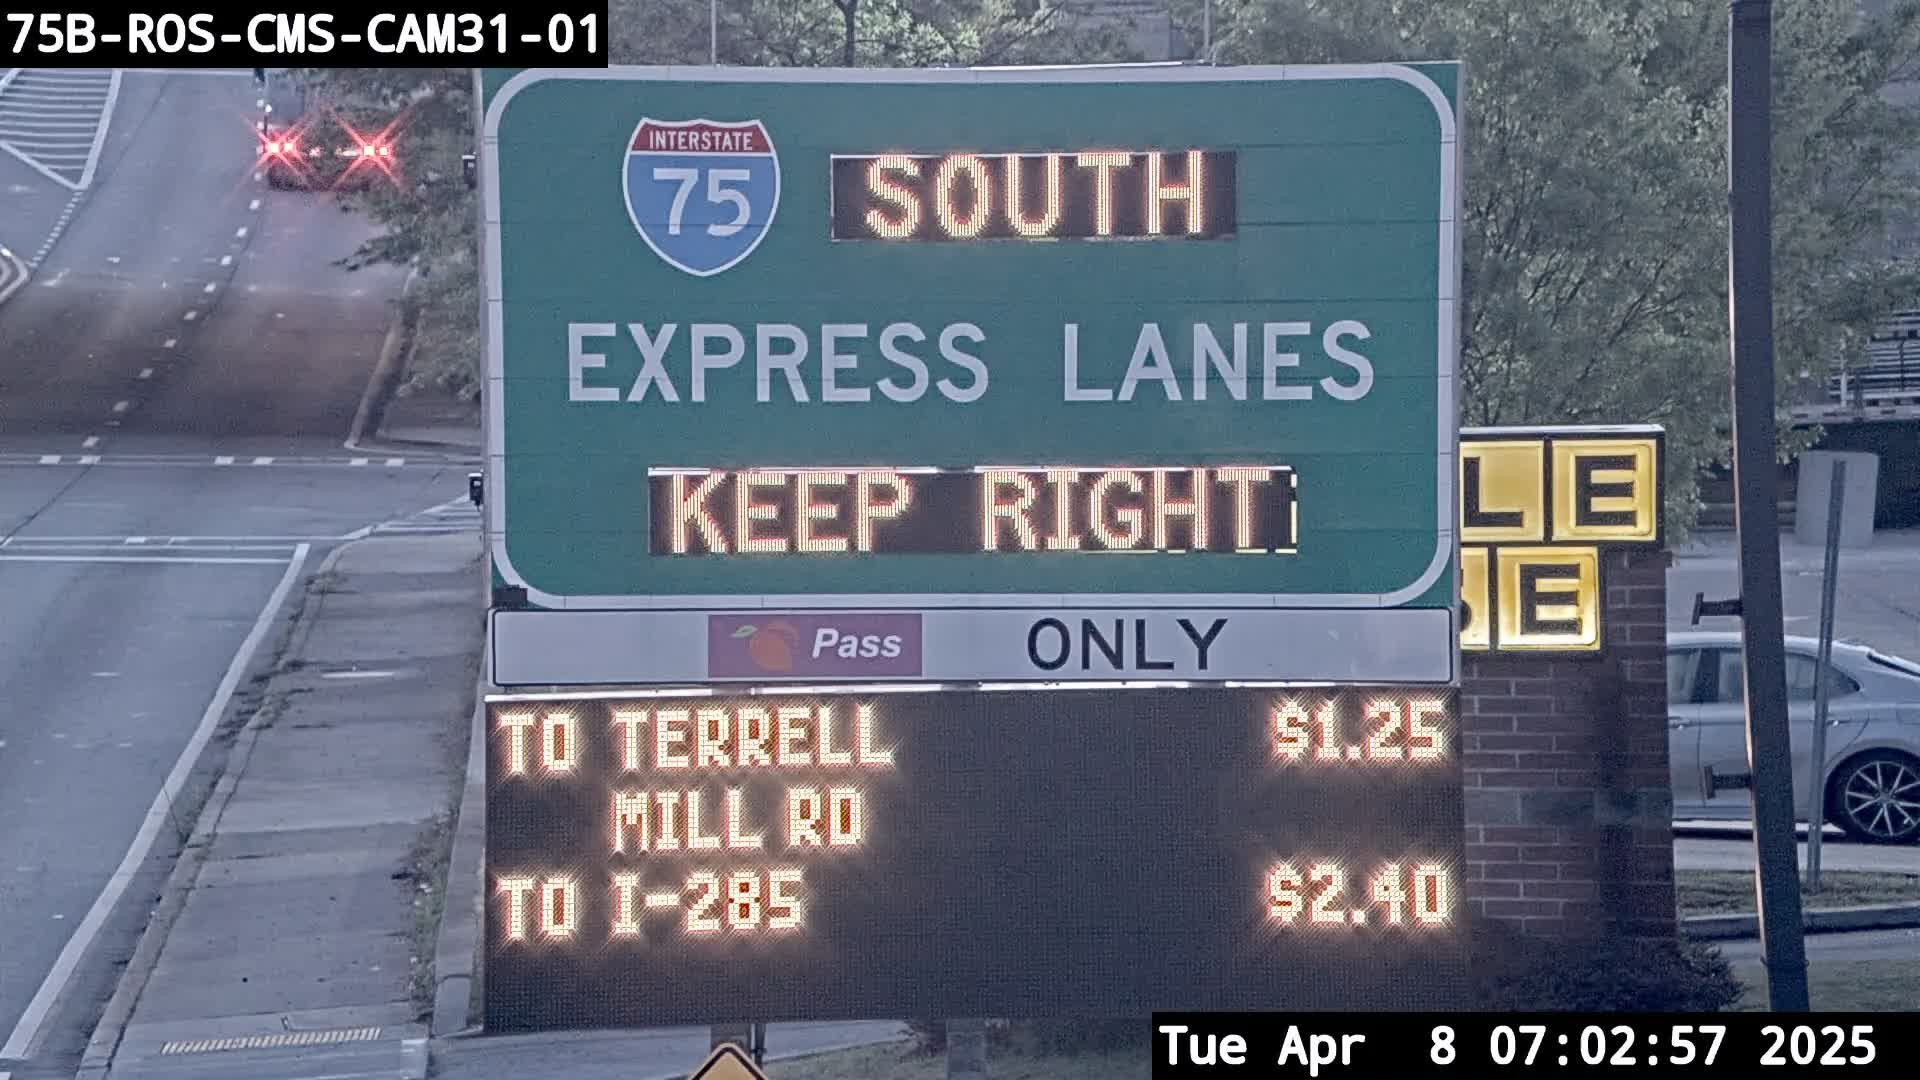 75B-ROS-CMS-CAM31-01
INTERSTATE
75
SOUTH
EXPRESS LANES
KEEP RIGHT
Pass ONLY
TO TERRELL $1.25
MILL RD
TO I-285 $2.40
LE
E
Tue Apr 8 07:02:57 2025